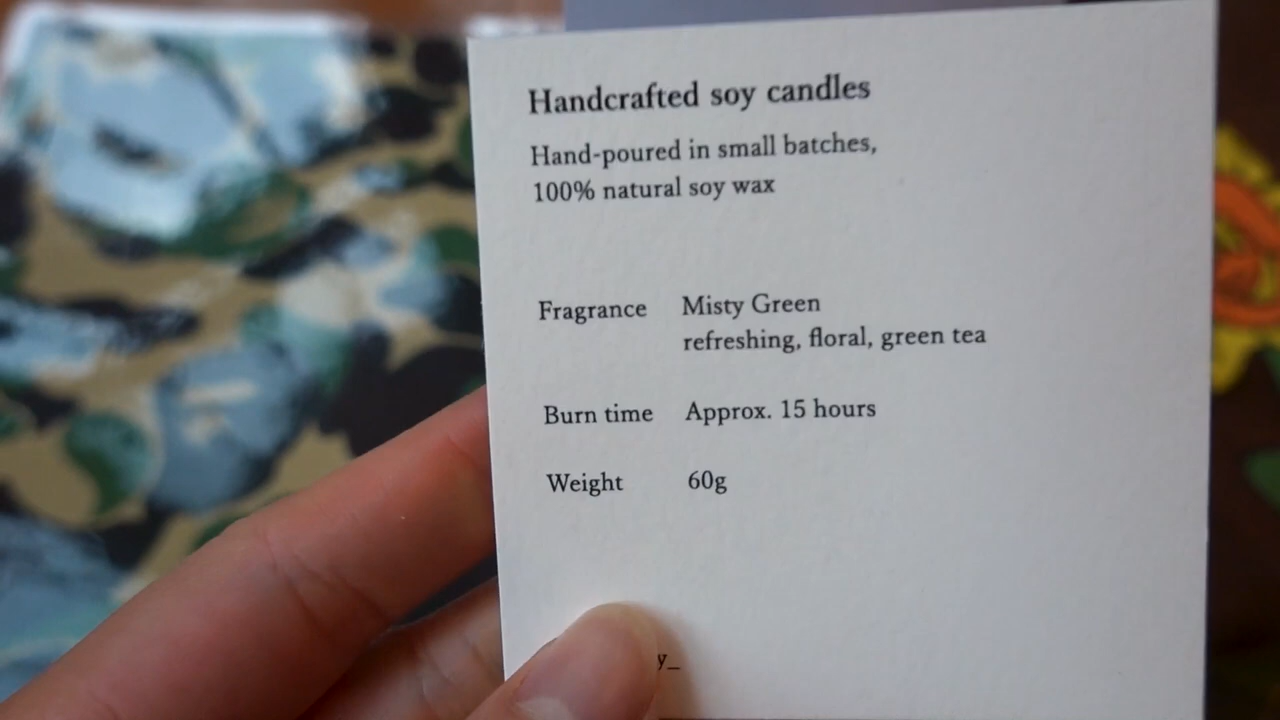 Handcrafted soy candles
Hand-poured in small batches,
100% natural soy wax
Fragrance Misty Green
refreshing, floral, green tea
Burn time Approx. 15 hours
Weight 60g